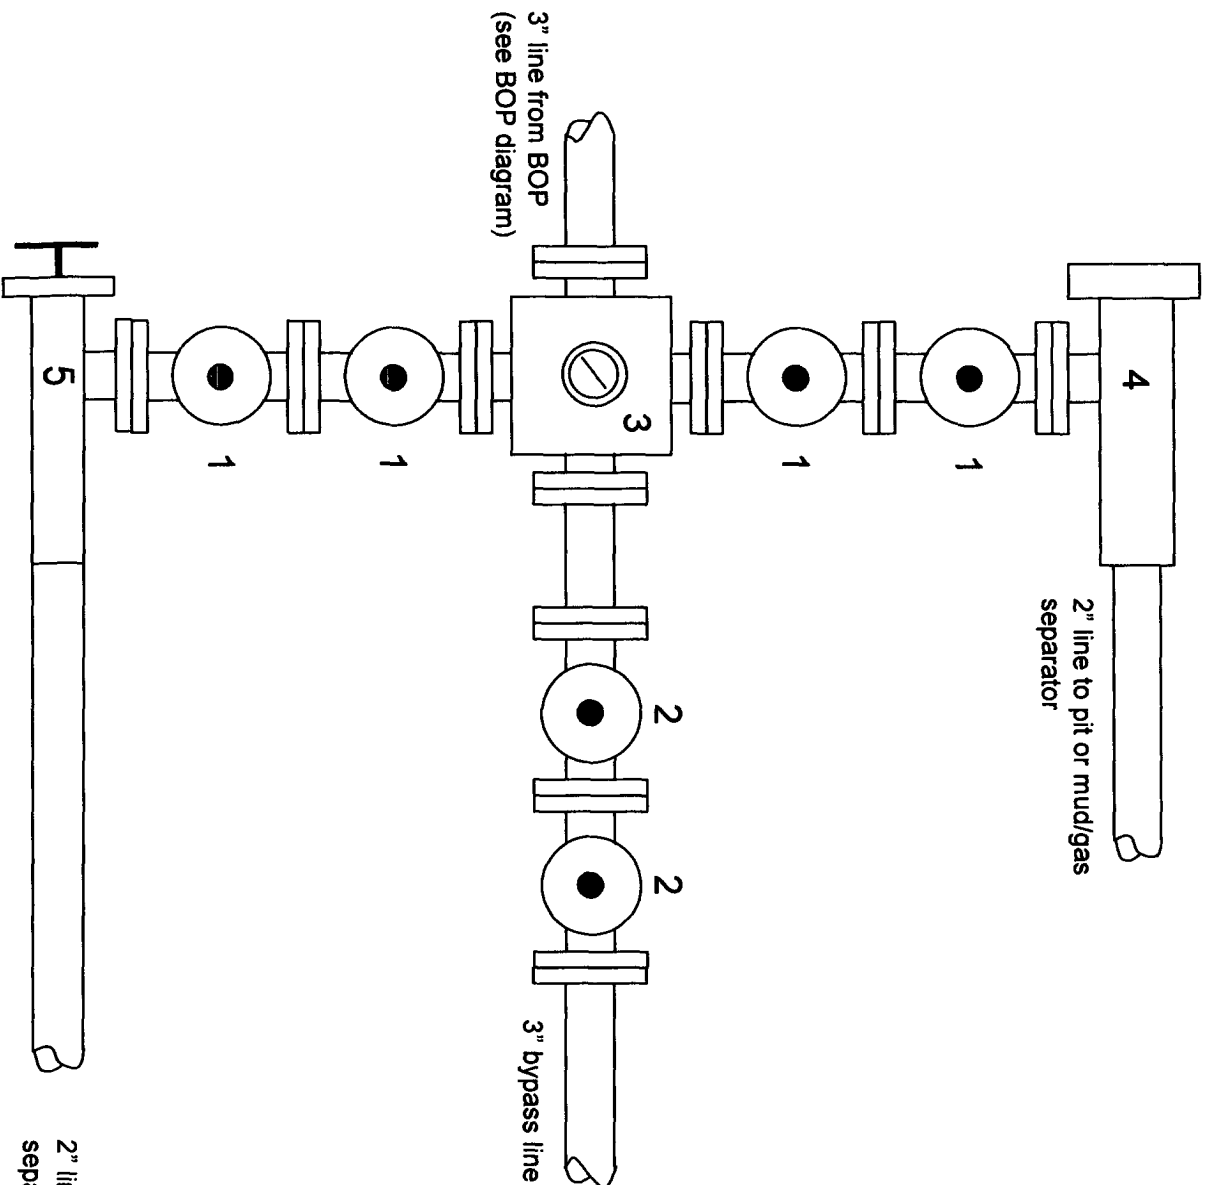 3" line from BOP
(see BOP diagram)
4
1
1
3
1
1
5
2
2
2" line to pit or mud/gas
separator
3" bypass line
2"